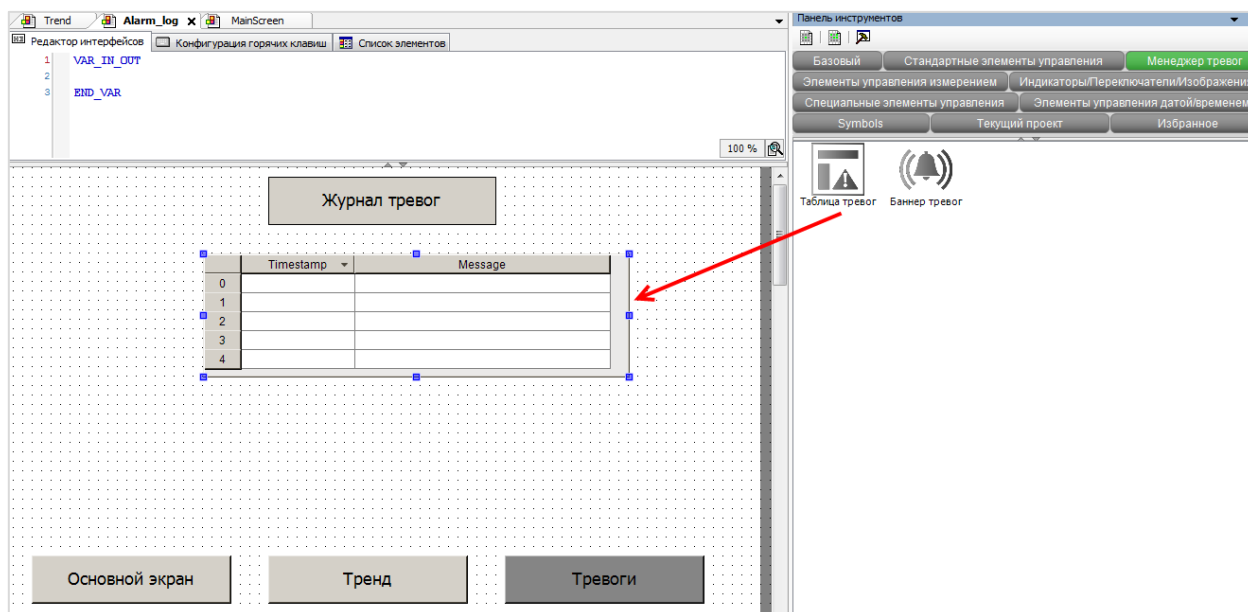 Trend Alarm_log MainScreen
Редактор интерфейсов Конфигурация горячих клавиш Список элементов
1 VAR_IN_OUT
2
3 END_VAR
100 %
Журнал тревог
Timestamp Message
0
1
2
3
4
Основной экран Тренд Тревоги
Панель инструментов
Базовый Стандартные элементы управления Менеджер тревог
Элементы управления измерением Индикаторы/Переключатели/Изображени
Специальные элементы управления Элементы управления датой/временем
Symbols Текущий проект Избранное
Таблица тревог Баннер тревог